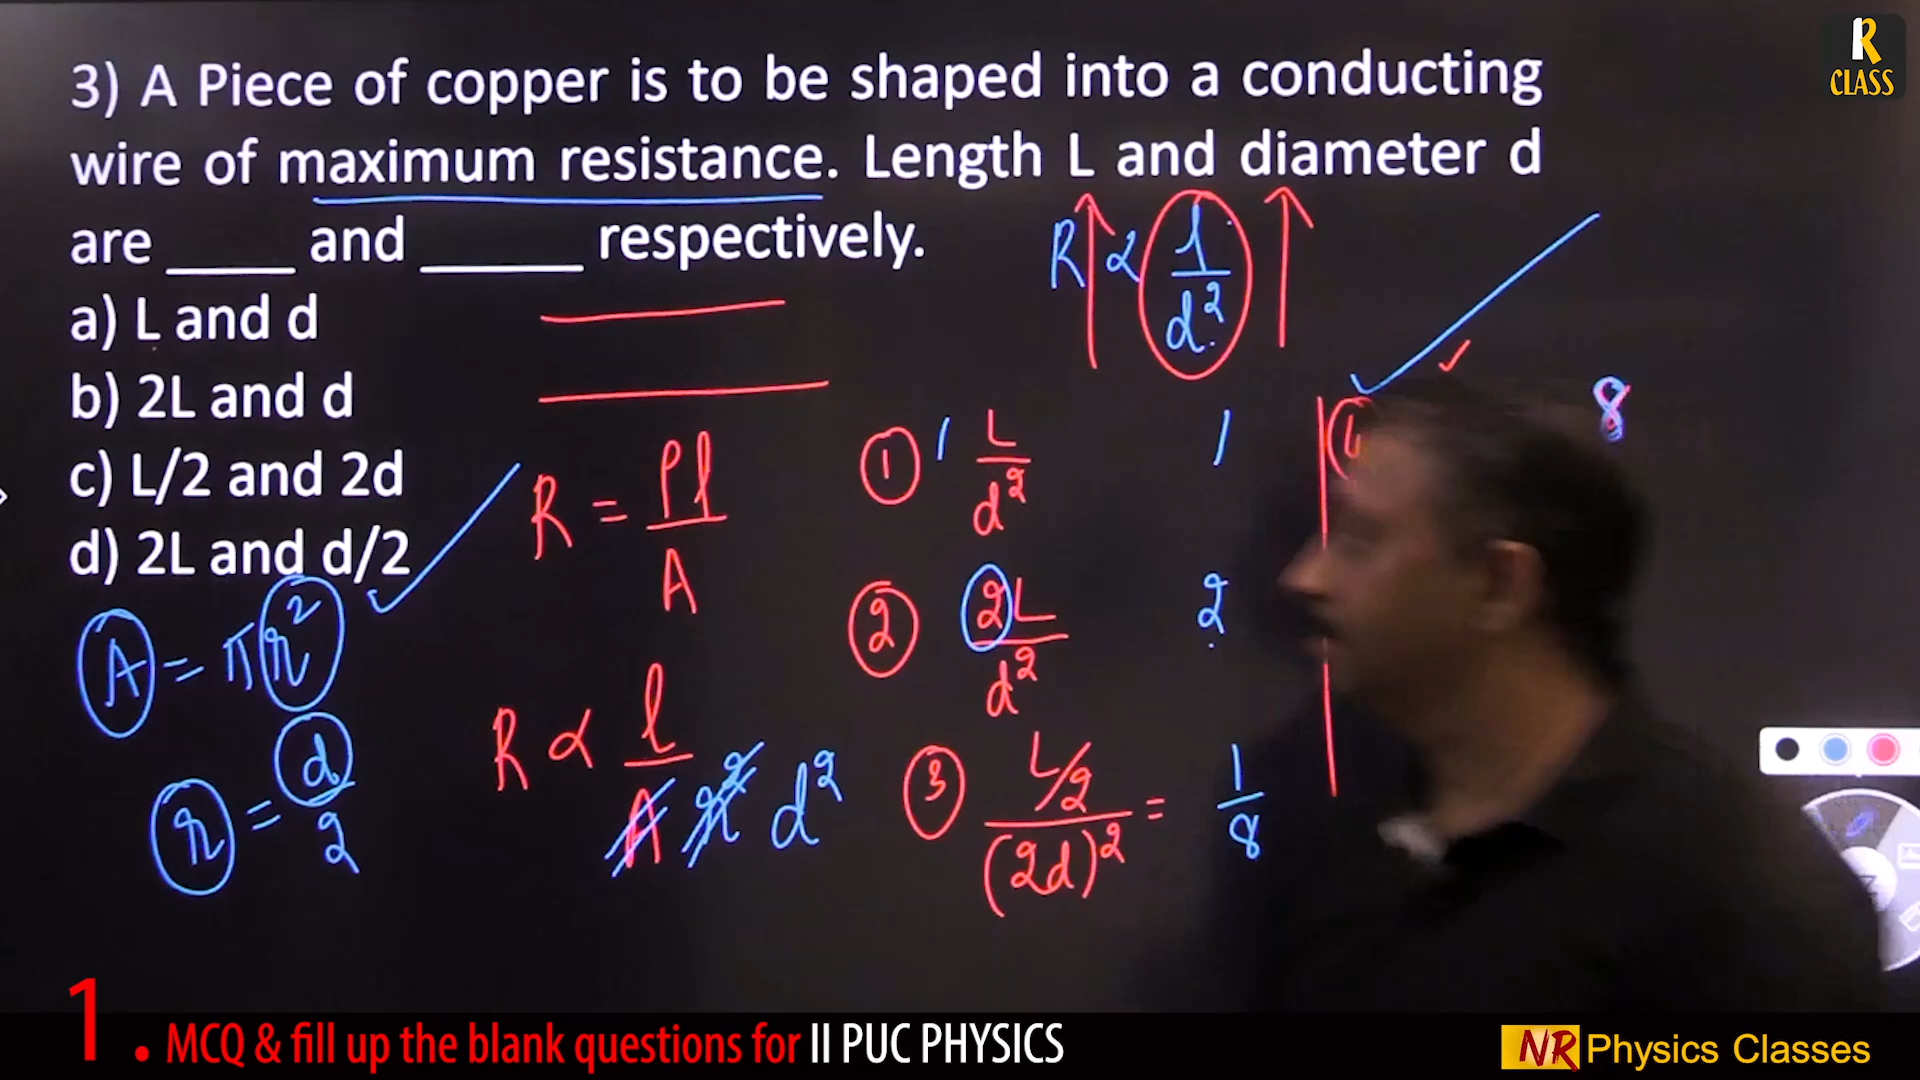 R
CLASS
3) A Piece of copper is to be shaped into a conducting
wire of maximum resistance. Length L and diameter d
are ____ and _____ respectively.
a) L and d
b) 2L and d
c) L/2 and 2d
d) 2L and d/2
R ∝ l/d²
A = πr²
r = d/2
R = ρl/A
R ∝ l/A r² d²
① 1 L/d² 1
② 2L/d² 2
③ L/2/(2d)² = 1/8
8
1. MCQ & fill up the blank questions for II PUC PHYSICS
NR Physics Classes